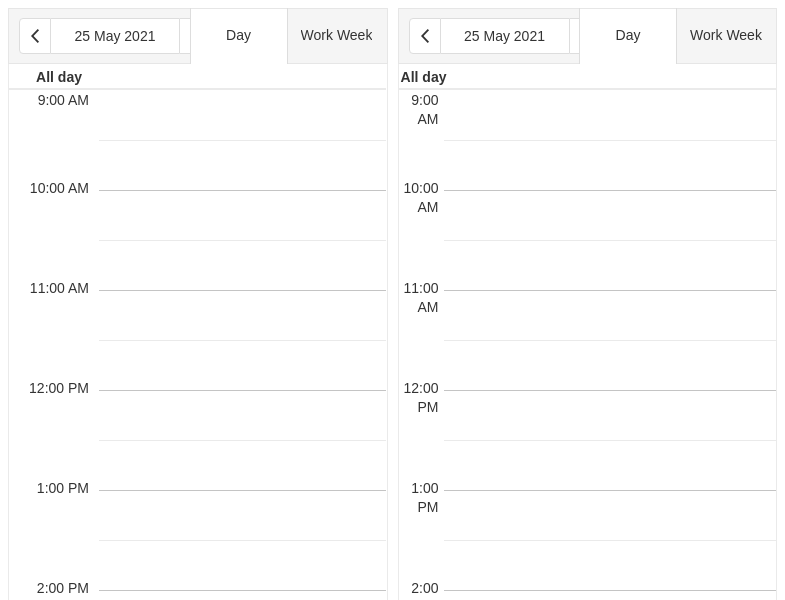 25 May 2021 Day Work Week
All day
9:00 AM
10:00 AM
11:00 AM
12:00 PM
1:00 PM
2:00 PM
25 May 2021 Day Work Week
All day
9:00
AM
10:00
AM
11:00
AM
12:00
PM
1:00
PM
2:00